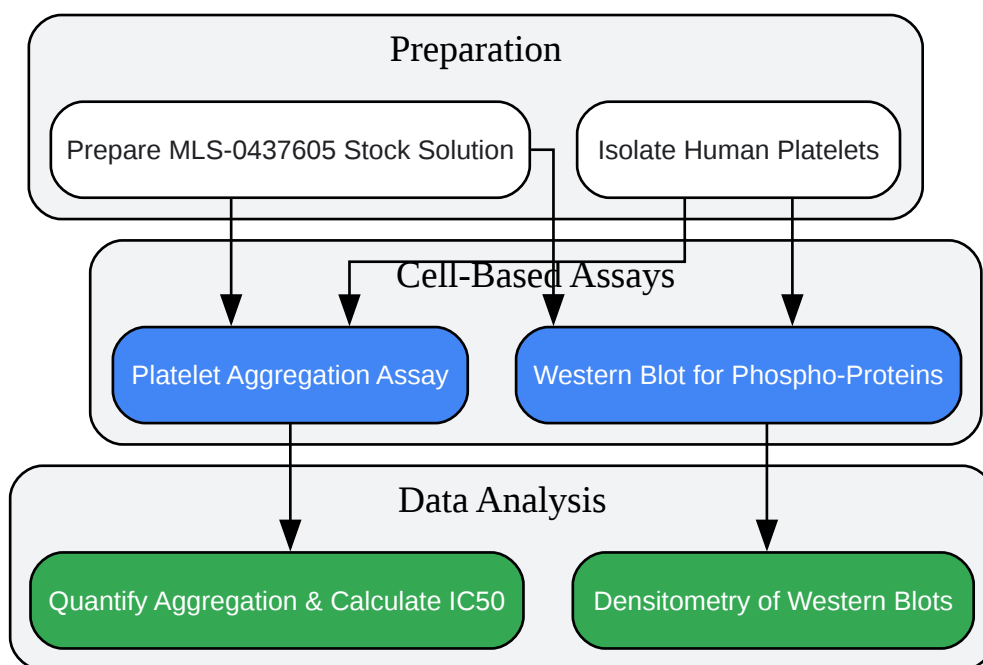 Preparation
Prepare MLS-0437605 Stock Solution
Isolate Human Platelets
Cell-Based Assays
Platelet Aggregation Assay
Western Blot for Phospho-Proteins
Data Analysis
Quantify Aggregation & Calculate IC50
Densitometry of Western Blots